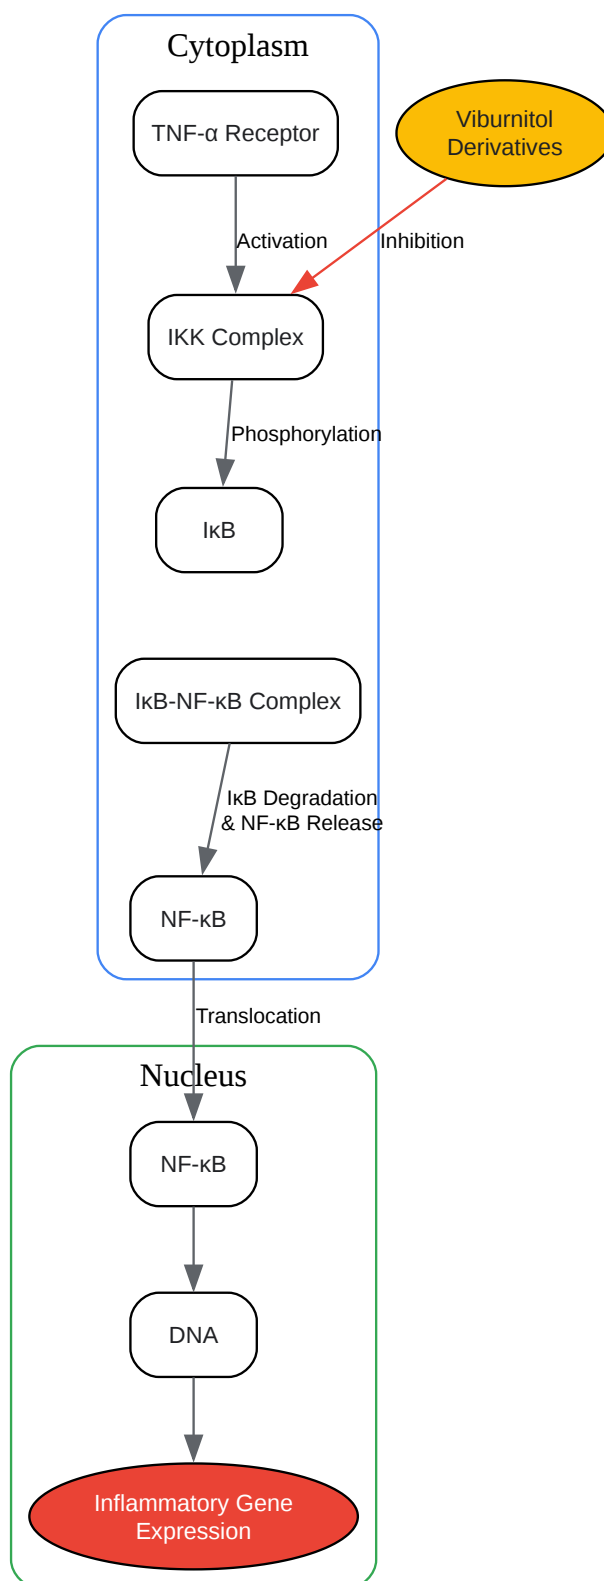 Cytoplasm
TNF-α Receptor
Viburnitol
Derivatives
Activation
Inhibition
IKK Complex
Phosphorylation
IκB
IκB-NF-κB Complex
IκB Degradation
& NF-κB Release
NF-κB
Translocation
Nucleus
NF-κB
DNA
Inflammatory Gene
Expression